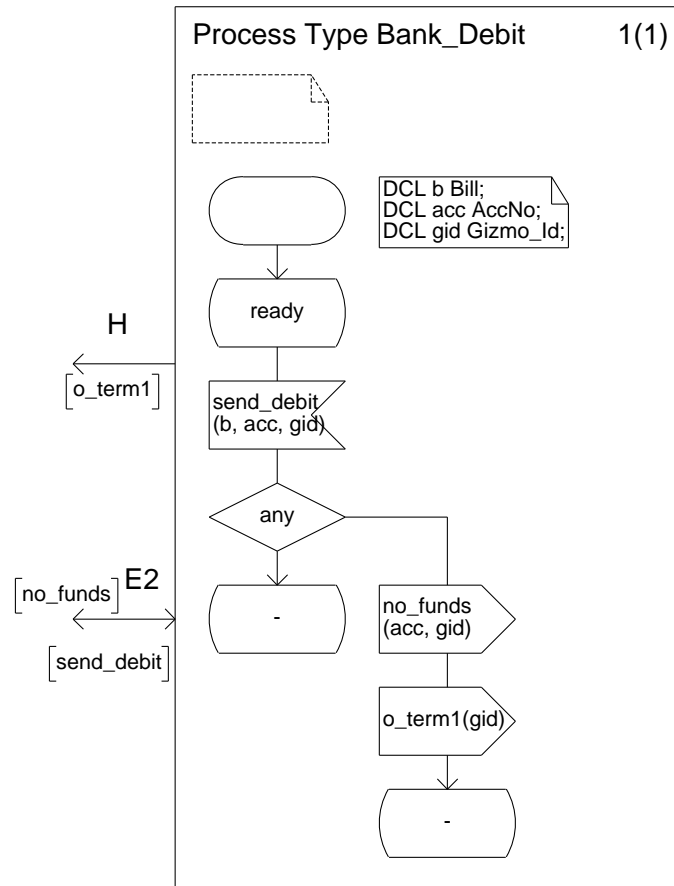 Process Type Bank_Debit 1(1)
DCL b Bill;
DCL acc AccNo;
DCL gid Gizmo_Id;
ready
H
[o_term1]
send_debit
(b, acc, gid)
any
E2
[no_funds]
[send_debit]
-
no_funds
(acc, gid)
o_term1(gid)
-